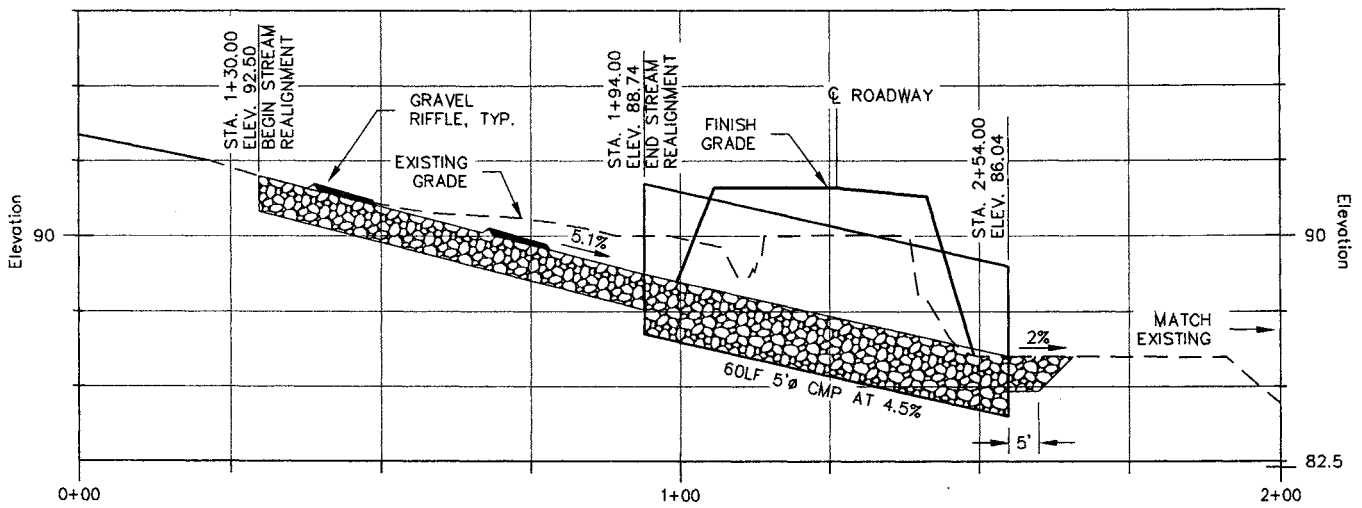 STA. 1+30.00
ELEV. 92.50
BEGIN STREAM
REALIGNMENT
GRAVEL
RIFFLE, TYP.
EXISTING
GRADE
5.1%
STA. 1+94.00
ELEV. 88.74
END STREAM
REALIGNMENT
FINISH
GRADE
℄ ROADWAY
STA. 2+54.00
ELEV. 86.04
MATCH
EXISTING
2%
60LF 5'ø CMP AT 4.5%
5'
Elevation
90
90
Elevation
82.5
0+00
1+00
2+00